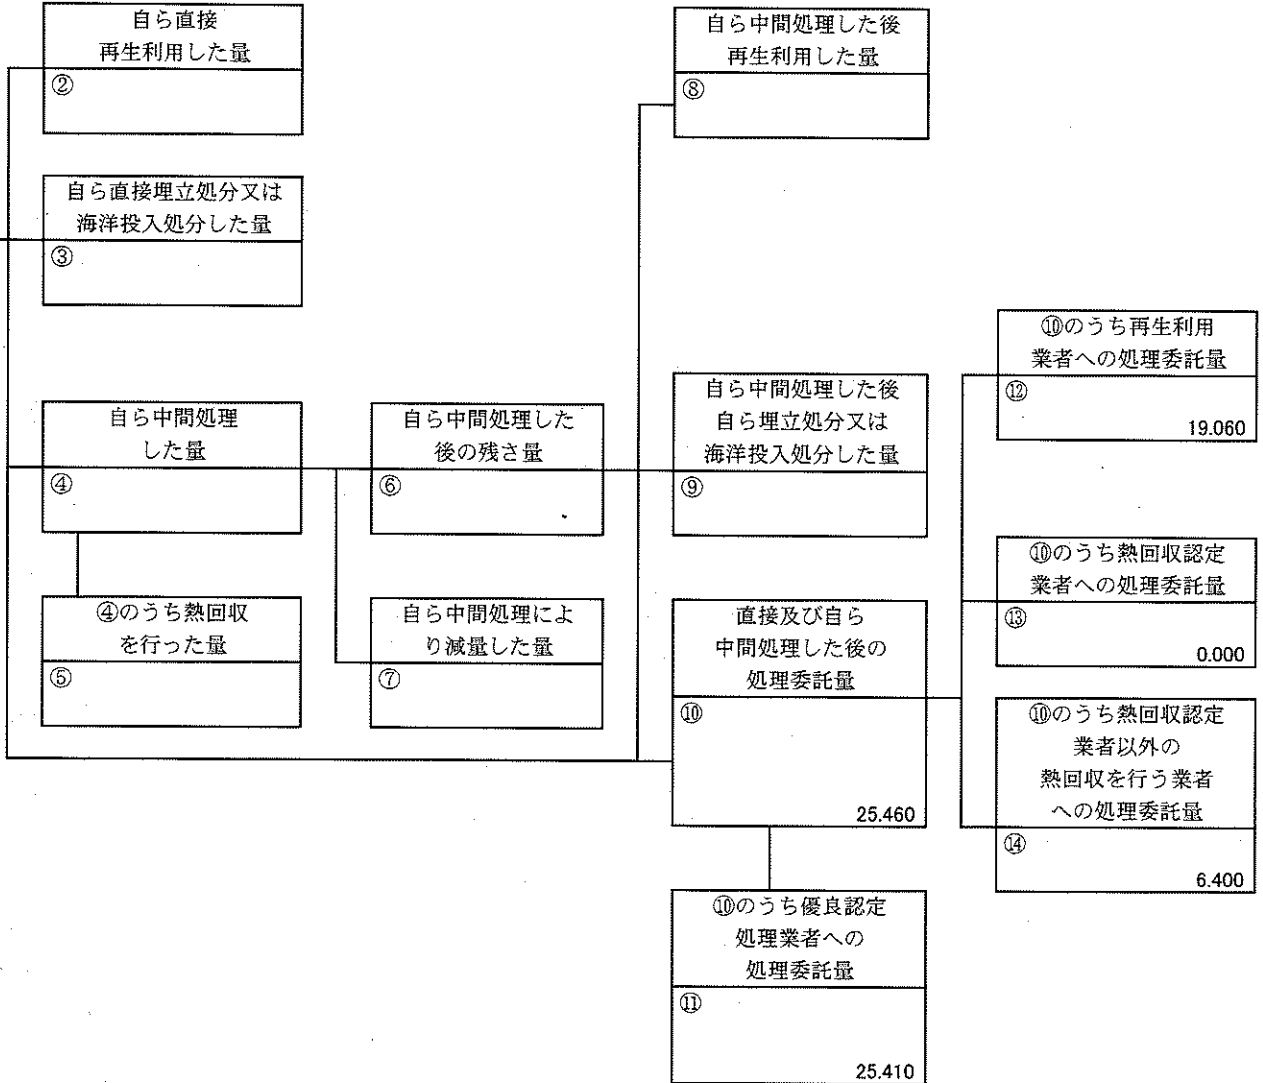 自ら直接
再生利用した量
②
自ら直接埋立処分又は
海洋投入処分した量
③
自ら中間処理
した量
④
④のうち熱回収
を行った量
⑤
自ら中間処理した
後の残さ量
⑥
自ら中間処理によ
り減量した量
⑦
自ら中間処理した後
再生利用した量
⑧
自ら中間処理した後
自ら埋立処分又は
海洋投入処分した量
⑨
直接及び自ら
中間処理した後の
処理委託量
⑩
25.460
⑩のうち優良認定
処理業者への
処理委託量
⑪
25.410
⑩のうち再生利用
業者への処理委託量
⑫
19.060
⑩のうち熱回収認定
業者への処理委託量
⑬
0.000
⑩のうち熱回収認定
業者以外の
熱回収を行う業者
への処理委託量
⑭
6.400